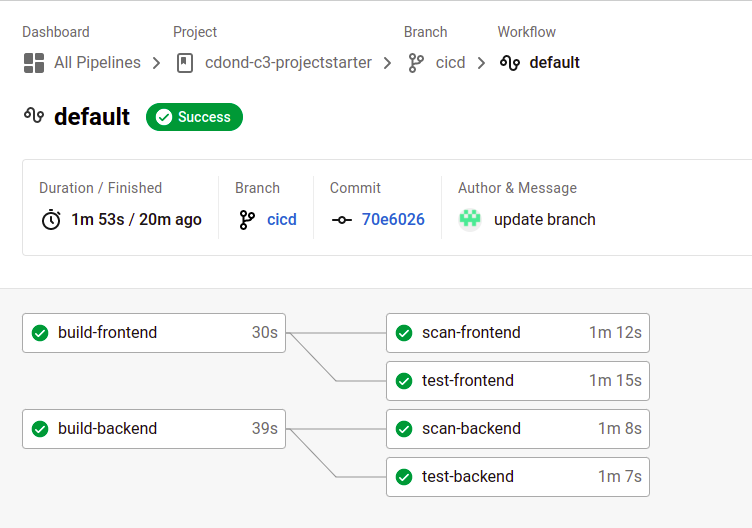 Dashboard Project Branch Workflow
All Pipelines cdond-c3-projectstarter cicd default
default Success
Duration / Finished Branch Commit Author & Message
1m 53s / 20m ago cicd 70e6026 update branch
build-frontend 30s scan-frontend 1m 12s
test-frontend 1m 15s
build-backend 39s scan-backend 1m 8s
test-backend 1m 7s